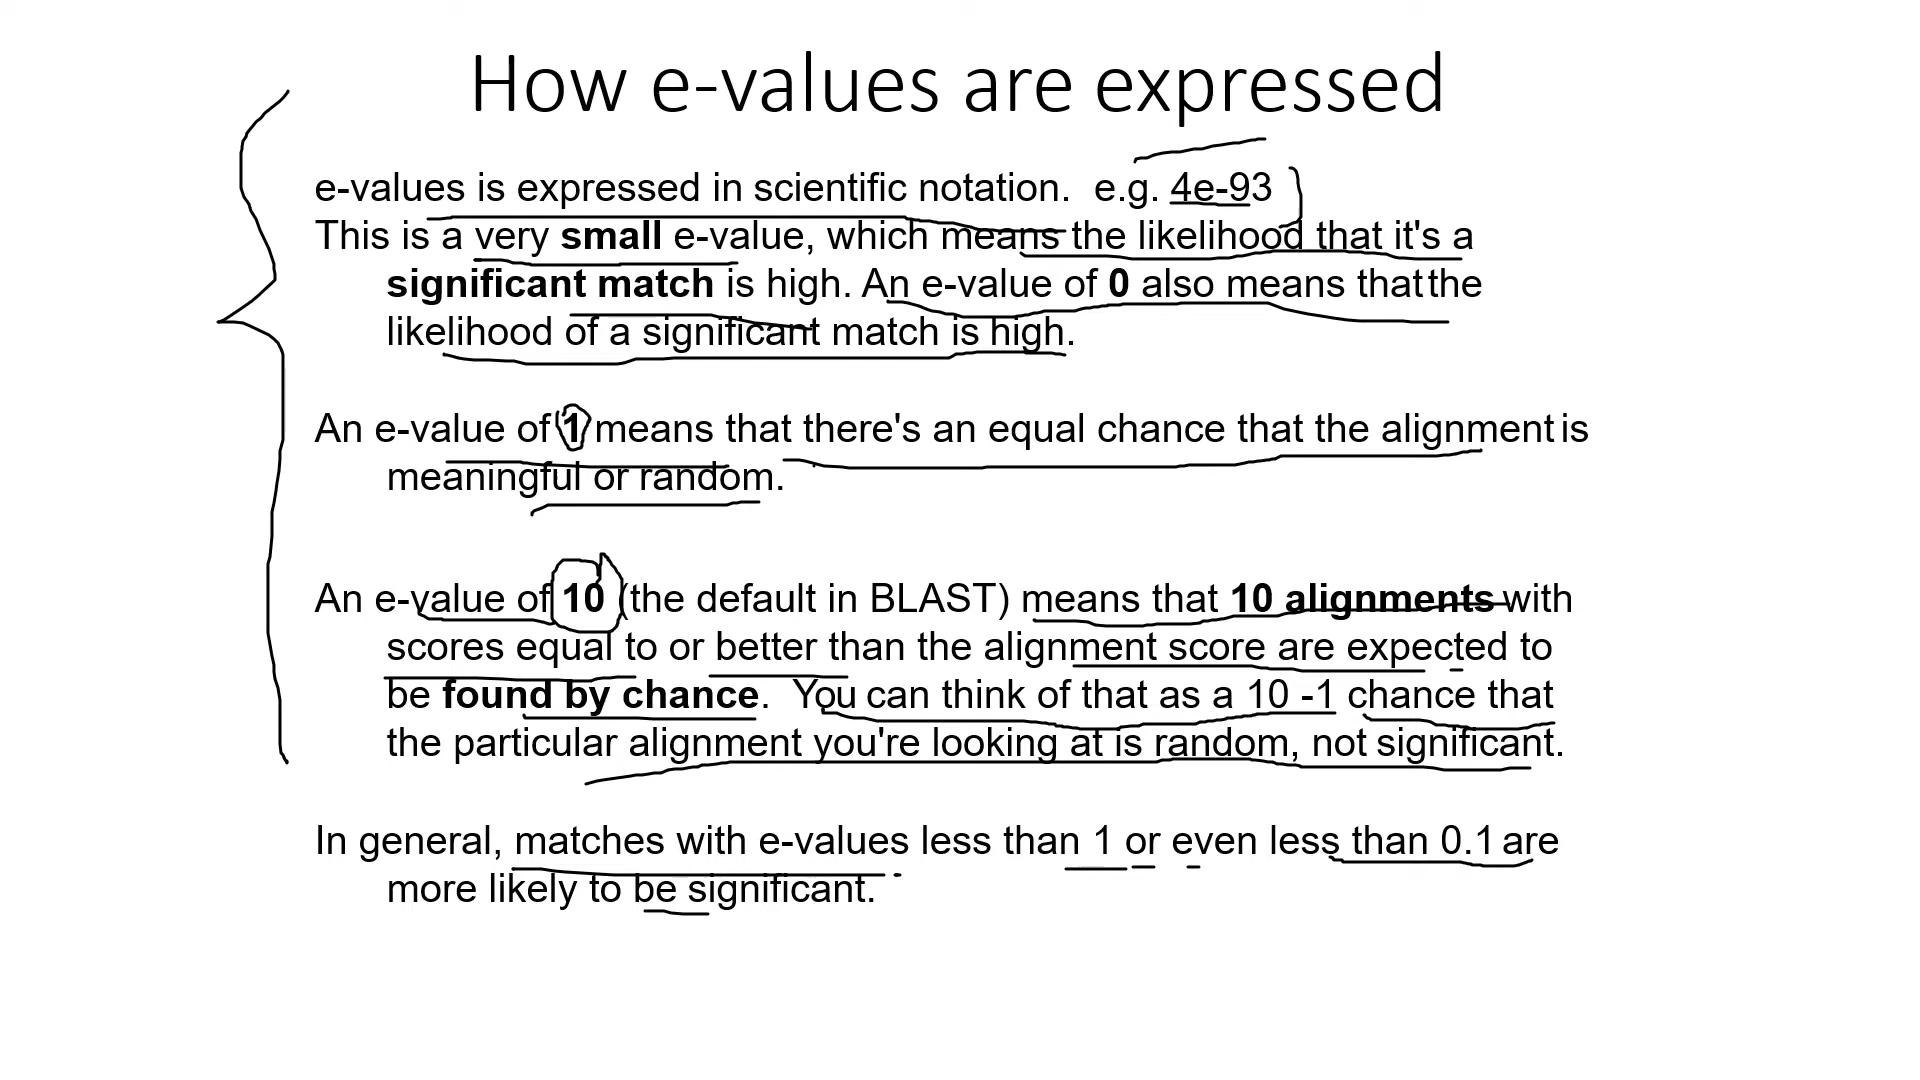 How e-values are expressed
e-values is expressed in scientific notation. e.g. 4e-93
This is a very small e-value, which means the likelihood that it's a
significant match is high. An e-value of 0 also means that the
likelihood of a significant match is high.
An e-value of 1 means that there's an equal chance that the alignment is
meaningful or random.
An e-value of 10 (the default in BLAST) means that 10 alignments with
scores equal to or better than the alignment score are expected to
be found by chance. You can think of that as a 10 -1 chance that
the particular alignment you're looking at is random, not significant.
In general, matches with e-values less than 1 or even less than 0.1 are
more likely to be significant.